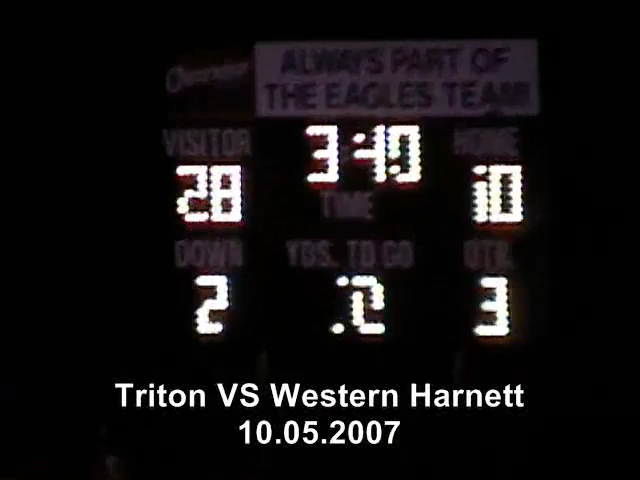 ALWAYS PART OF
THE EAGLES TEAM!
VISITOR 3:40 HOME
28 TIME 10
DOWN YDS. TO GO QTR
2 12 3
Triton VS Western Harnett
10.05.2007